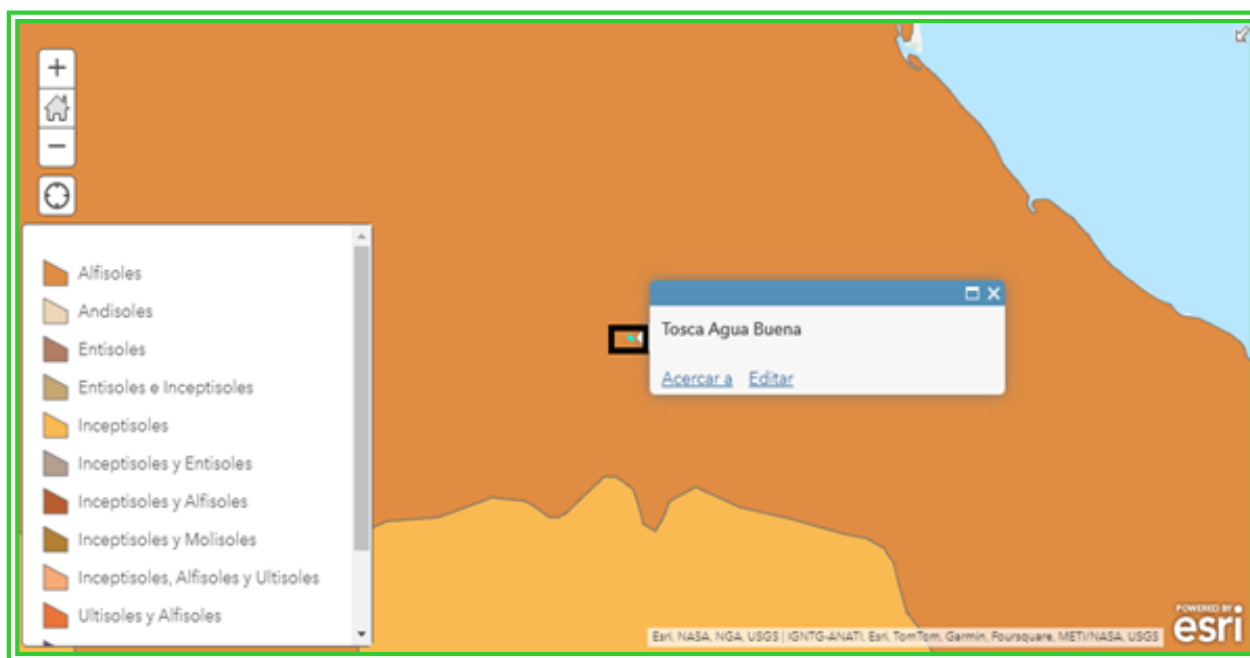 +
−
Alfisoles
Andisoles
Entisoles
Entisoles e Inceptisoles
Inceptisoles
Inceptisoles y Entisoles
Inceptisoles y Alfisoles
Inceptisoles y Molisoles
Inceptisoles, Alfisoles y Ultisoles
Ultisoles y Alfisoles
Tosca Agua Buena
Acercar a Editar
Esri, NASA, NGA, USGS | IGNTG-ANATI, Esri, TomTom, Garmin, Foursquare, METI/NASA, USGS
POWERED BY
esri